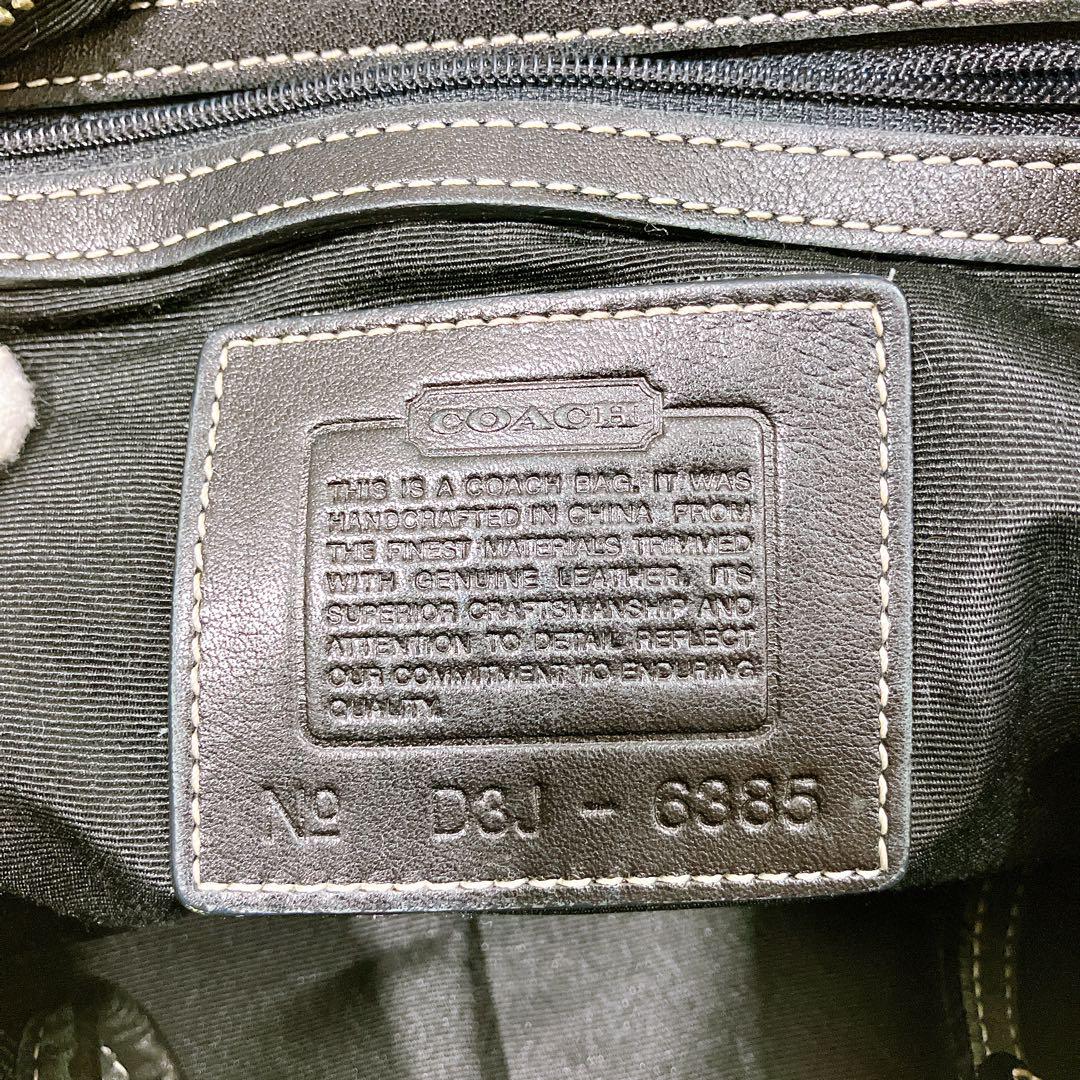 COACH
THIS IS A COACH BAG. IT WAS
HANDCRAFTED IN CHINA FROM
THE FINEST MATERIALS TRIMMED
WITH GENUINE LEATHER. ITS
SUPERIOR CRAFTSMANSHIP AND
ATTENTION TO DETAIL REFLECT
OUR COMMITMENT TO ENDURING
QUALITY.
Nº D3J - 6385